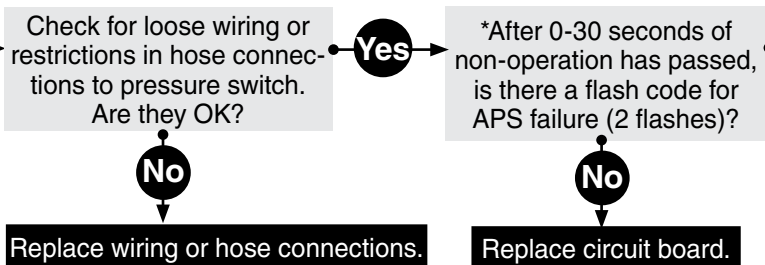 Check for loose wiring or
restrictions in hose connec-
tions to pressure switch.
Are they OK?
Yes
*After 0-30 seconds of
non-operation has passed,
is there a flash code for
APS failure (2 flashes)?
No
No
Replace wiring or hose connections.
Replace circuit board.